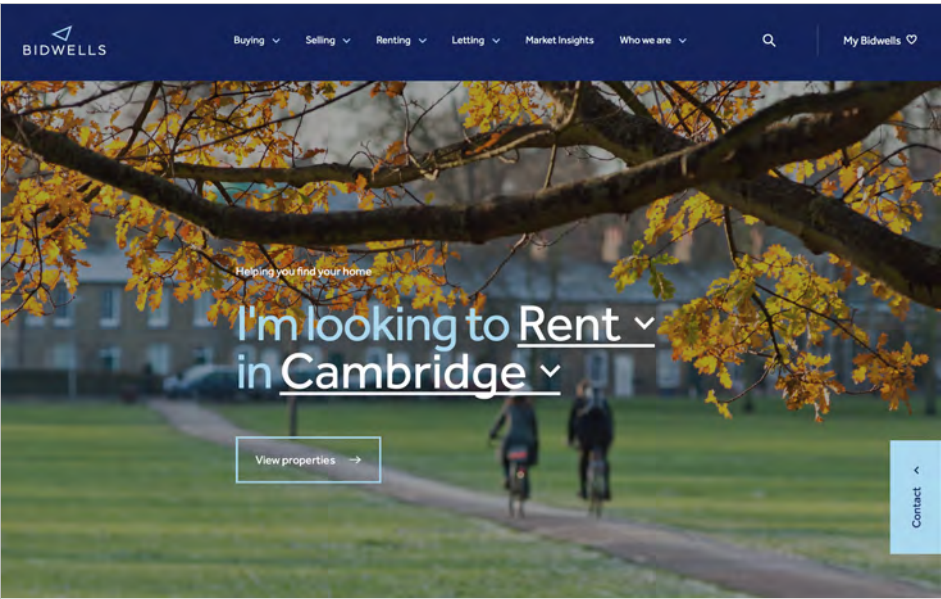 BIDWELLS
Buying Selling Renting Letting Market Insights Who we are My Bidwells
Helping you find your home
I'm looking to Rent
in Cambridge
View properties
Contact